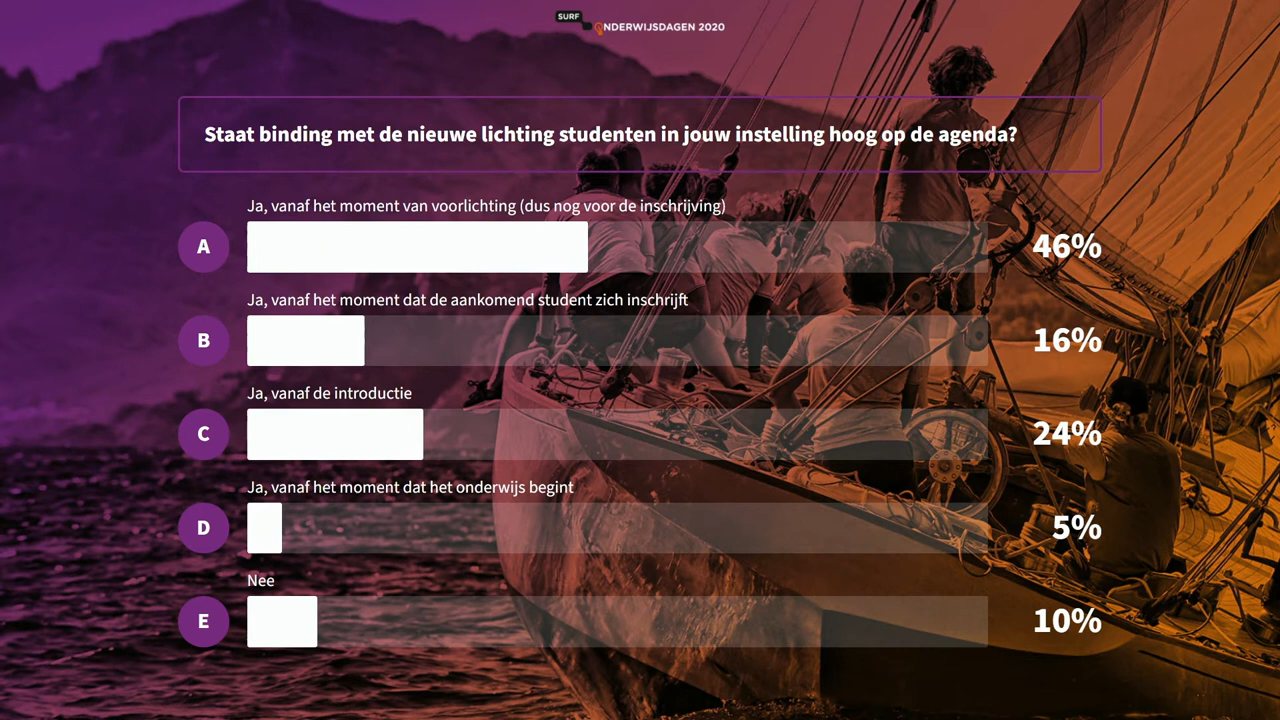 SURF
ONDERWIJSDAGEN 2020
Staat binding met de nieuwe lichting studenten in jouw instelling hoog op de agenda?
Ja, vanaf het moment van voorlichting (dus nog voor de inschrijving)
A
46%
Ja, vanaf het moment dat de aankomend student zich inschrijft
B
16%
Ja, vanaf de introductie
C
24%
Ja, vanaf het moment dat het onderwijs begint
D
5%
Nee
E
10%